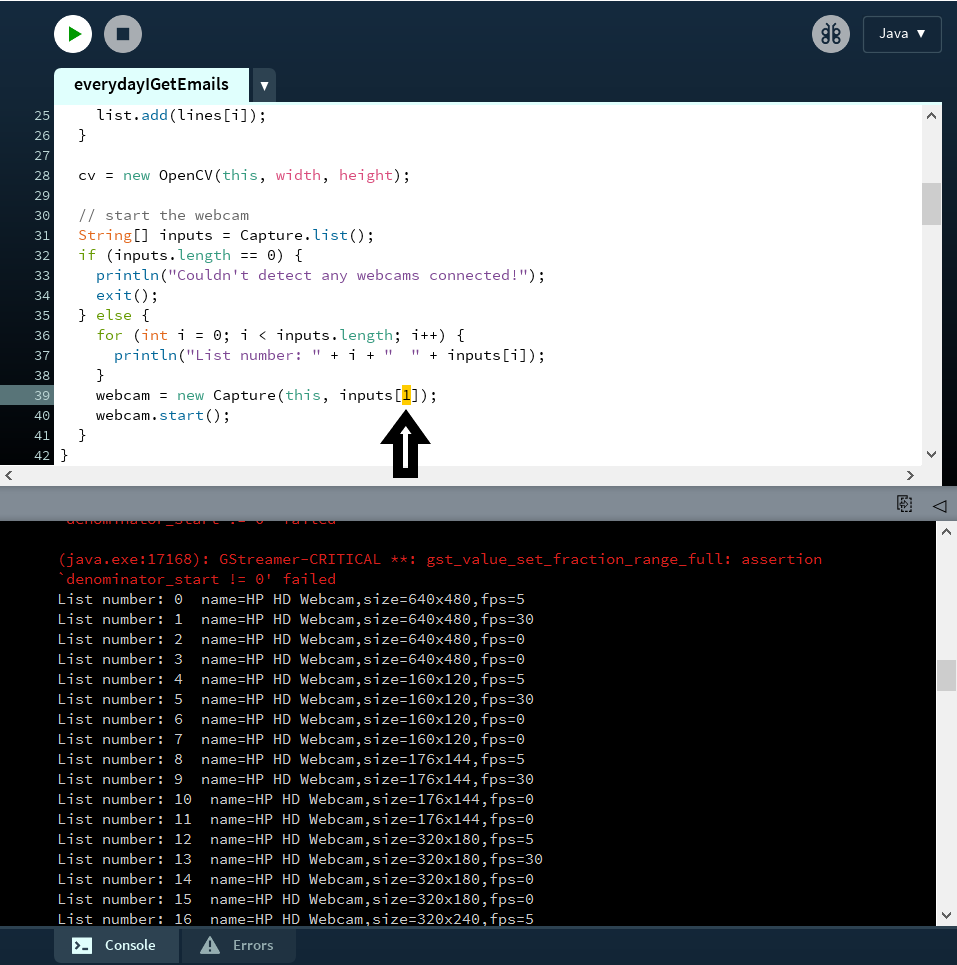 Java ▼
everydayIGetEmails ▼
25 list.add(lines[i]);
26 }
27
28 cv = new OpenCV(this, width, height);
29
30 // start the webcam
31 String[] inputs = Capture.list();
32 if (inputs.length == 0) {
33 println("Couldn't detect any webcams connected!");
34 exit();
35 } else {
36 for (int i = 0; i < inputs.length; i++) {
37 println("List number: " + i + "  " + inputs[i]);
38 }
39 webcam = new Capture(this, inputs[1]);
40 webcam.start();
41 }
42 }
`denominator_start != 0' failed
(java.exe:17168): GStreamer-CRITICAL **: gst_value_set_fraction_range_full: assertion
`denominator_start != 0' failed
List number: 0  name=HP HD Webcam,size=640x480,fps=5
List number: 1  name=HP HD Webcam,size=640x480,fps=30
List number: 2  name=HP HD Webcam,size=640x480,fps=0
List number: 3  name=HP HD Webcam,size=640x480,fps=0
List number: 4  name=HP HD Webcam,size=160x120,fps=5
List number: 5  name=HP HD Webcam,size=160x120,fps=30
List number: 6  name=HP HD Webcam,size=160x120,fps=0
List number: 7  name=HP HD Webcam,size=160x120,fps=0
List number: 8  name=HP HD Webcam,size=176x144,fps=5
List number: 9  name=HP HD Webcam,size=176x144,fps=30
List number: 10  name=HP HD Webcam,size=176x144,fps=0
List number: 11  name=HP HD Webcam,size=176x144,fps=0
List number: 12  name=HP HD Webcam,size=320x180,fps=5
List number: 13  name=HP HD Webcam,size=320x180,fps=30
List number: 14  name=HP HD Webcam,size=320x180,fps=0
List number: 15  name=HP HD Webcam,size=320x180,fps=0
List number: 16  name=HP HD Webcam,size=320x240,fps=5
Console Errors